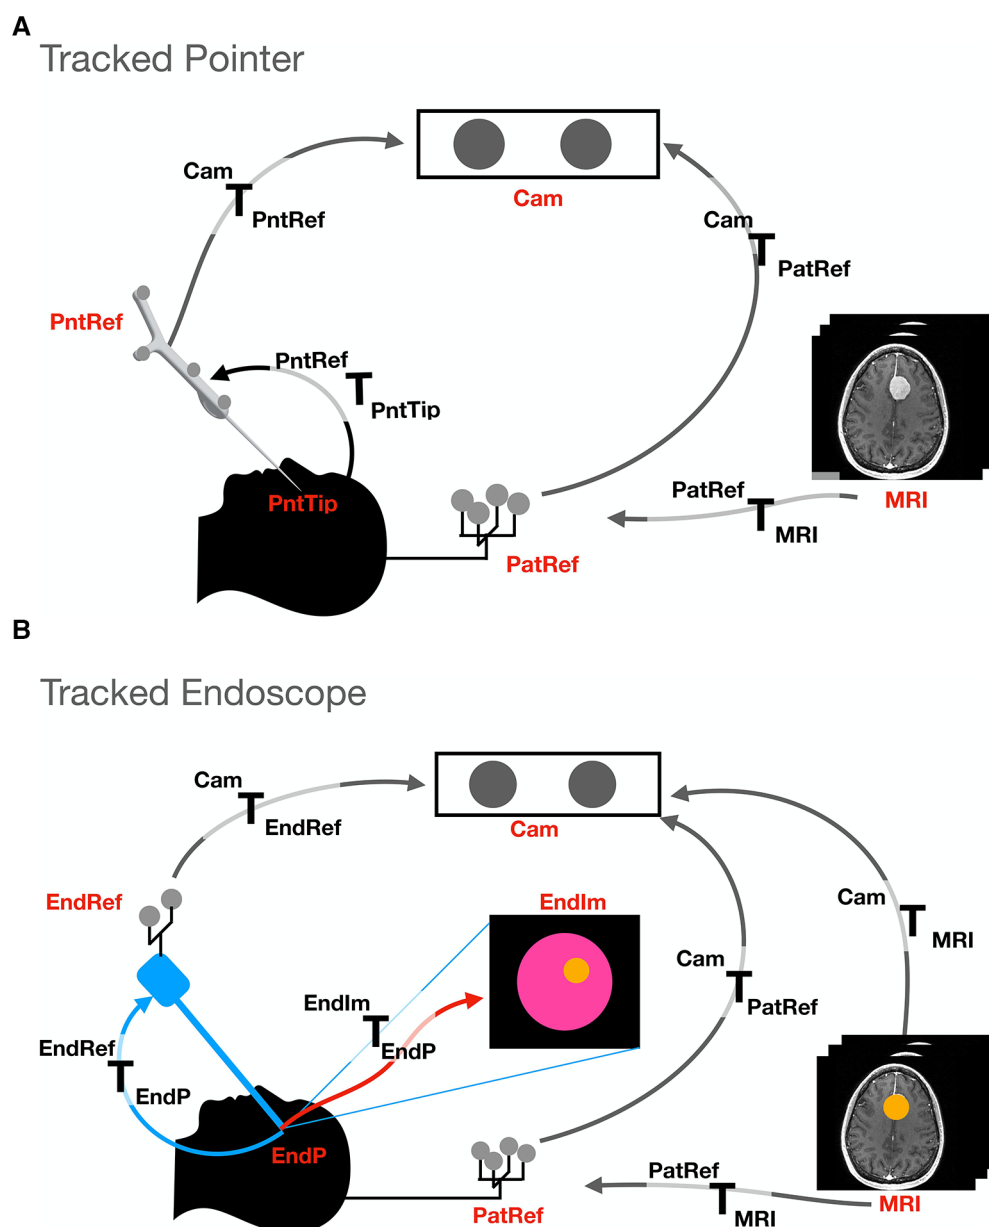 A
Tracked Pointer
Cam
T
PntRef
Cam
Cam
T
PatRef
PntRef
PntRef
T
PntTip
PntTip
PatRef
T
MRI
MRI
PatRef
B
Tracked Endoscope
Cam
T
EndRef
Cam
EndRef
EndIm
Cam
T
MRI
Cam
T
PatRef
EndIm
T
EndP
EndRef
T
EndP
EndP
PatRef
T
MRI
MRI
PatRef